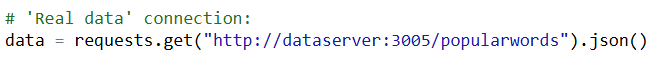 # 'Real data' connection:
data = requests.get("http://dataserver:3005/popularwords").json()